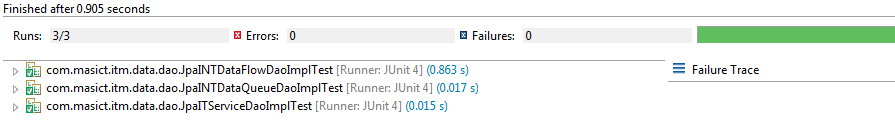 Finished after 0.905 seconds
Runs: 3/3 Errors: 0 Failures: 0
com.masict.itm.data.dao.JpaINTDataFlowDaoImplTest [Runner: JUnit 4] (0.863 s)
Failure Trace
com.masict.itm.data.dao.JpaINTDataQueueDaoImplTest [Runner: JUnit 4] (0.017 s)
com.masict.itm.data.dao.JpaITServiceDaoImplTest [Runner: JUnit 4] (0.015 s)